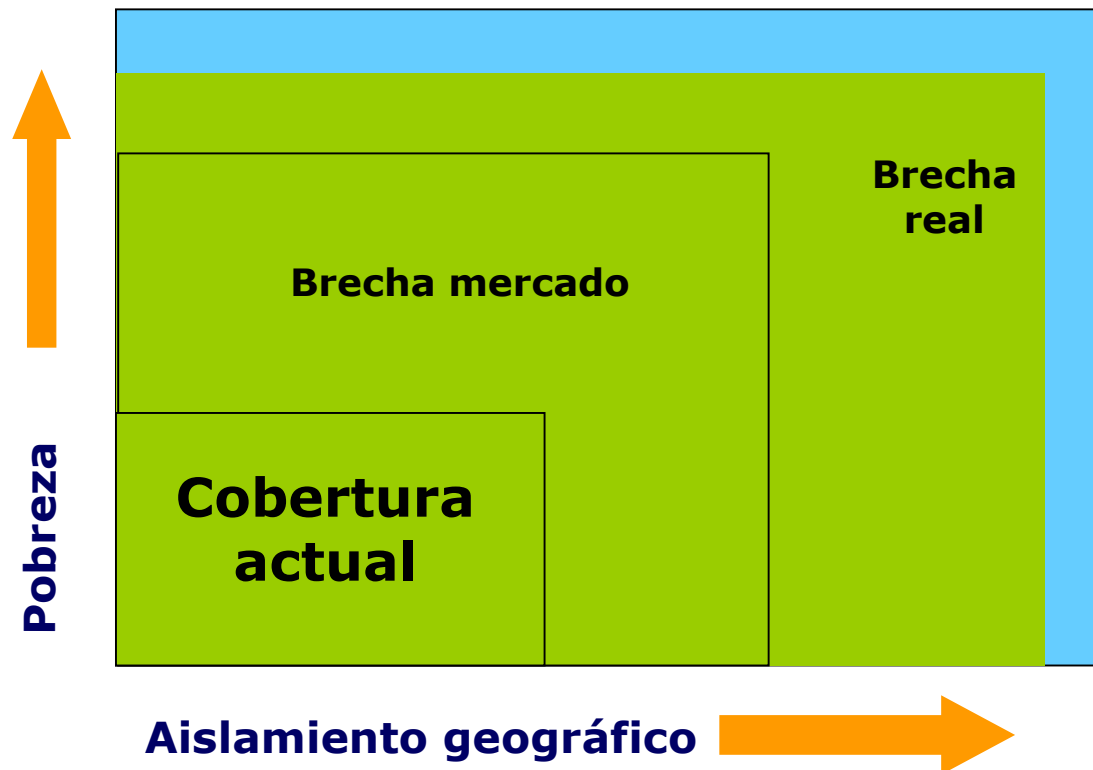 Brecha
real
Brecha mercado
Cobertura
actual
Pobreza
Aislamiento geográfico